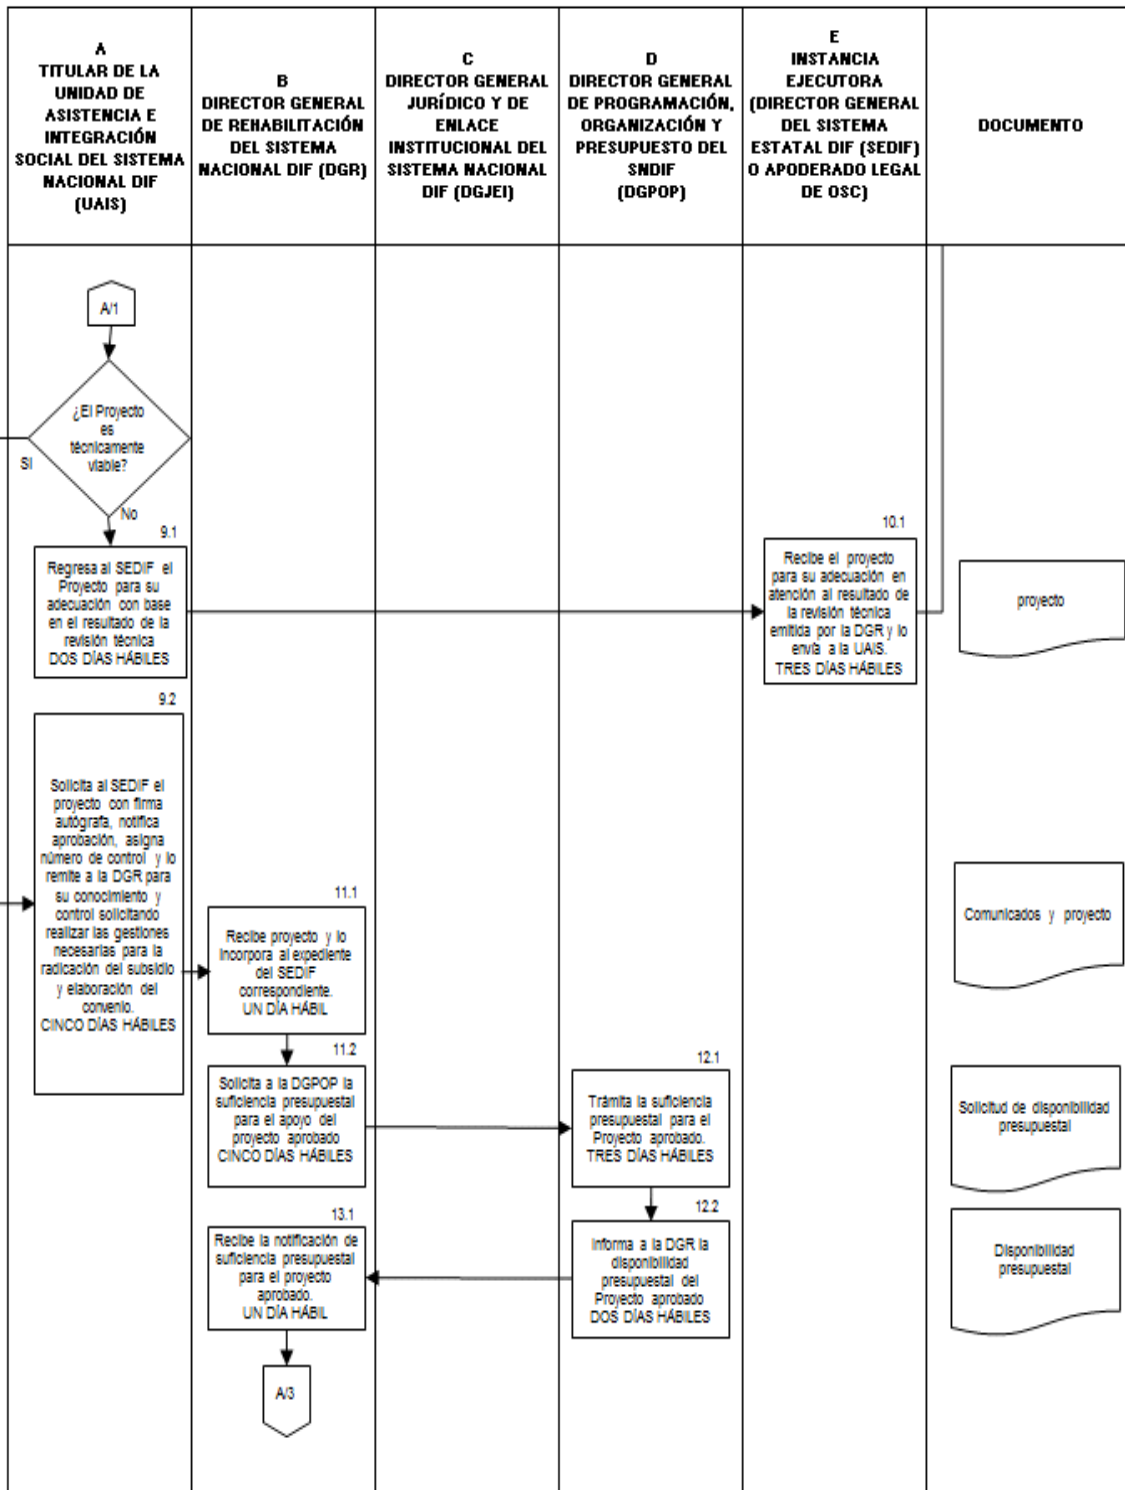 A
TITULAR DE LA
UNIDAD DE
ASISTENCIA E
INTEGRACIÓN
SOCIAL DEL SISTEMA
NACIONAL DIF
(UAIS)
B
DIRECTOR GENERAL
DE REHABILITACIÓN
DEL SISTEMA
NACIONAL DIF (DGR)
C
DIRECTOR GENERAL
JURÍDICO Y DE
ENLACE
INSTITUCIONAL DEL
SISTEMA NACIONAL
DIF (DGJEI)
D
DIRECTOR GENERAL
DE PROGRAMACIÓN,
ORGANIZACIÓN Y
PRESUPUESTO DEL
SNDIF
(DGPOP)
E
INSTANCIA
EJECUTORA
(DIRECTOR GENERAL
DEL SISTEMA
ESTATAL DIF (SEDIF)
O APODERADO LEGAL
DE OSC)
DOCUMENTO
A/1
¿El Proyecto
es
técnicamente
viable?
SI
No
9.1
Regresa al SEDIF el
Proyecto para su
adecuación con base
en el resultado de la
revisión técnica
DOS DÍAS HÁBILES
10.1
Recibe el proyecto
para su adecuación en
atención al resultado de
la revisión técnica
emitida por la DGR y lo
envía a la UAIS.
TRES DÍAS HÁBILES
proyecto
9.2
Solicita al SEDIF el
proyecto con firma
autógrafa, notifica
aprobación, asigna
número de control y lo
remite a la DGR para
su conocimiento y
control solicitando
realizar las gestiones
necesarias para la
radicación del subsidio
y elaboración del
convenio.
CINCO DÍAS HÁBILES
11.1
Recibe proyecto y lo
incorpora al expediente
del SEDIF
correspondiente.
UN DÍA HÁBIL
Comunicados y proyecto
11.2
Solicita a la DGPOP la
suficiencia presupuestal
para el apoyo del
proyecto aprobado
CINCO DÍAS HÁBILES
12.1
Trámita la suficiencia
presupuestal para el
Proyecto aprobado.
TRES DÍAS HÁBILES
Solicitud de disponibilidad
presupuestal
13.1
Recibe la notificación de
suficiencia presupuestal
para el proyecto
aprobado.
UN DÍA HÁBIL
12.2
Informa a la DGR la
disponibilidad
presupuestal del
Proyecto aprobado
DOS DÍAS HÁBILES
Disponibilidad
presupuestal
A/3